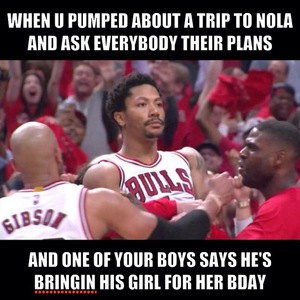 WHEN U PUMPED ABOUT A TRIP TO NOLA
AND ASK EVERYBODY THEIR PLANS
BULLS
GIBSON
AND ONE OF YOUR BOYS SAYS HE'S
BRINGIN HIS GIRL FOR HER BDAY